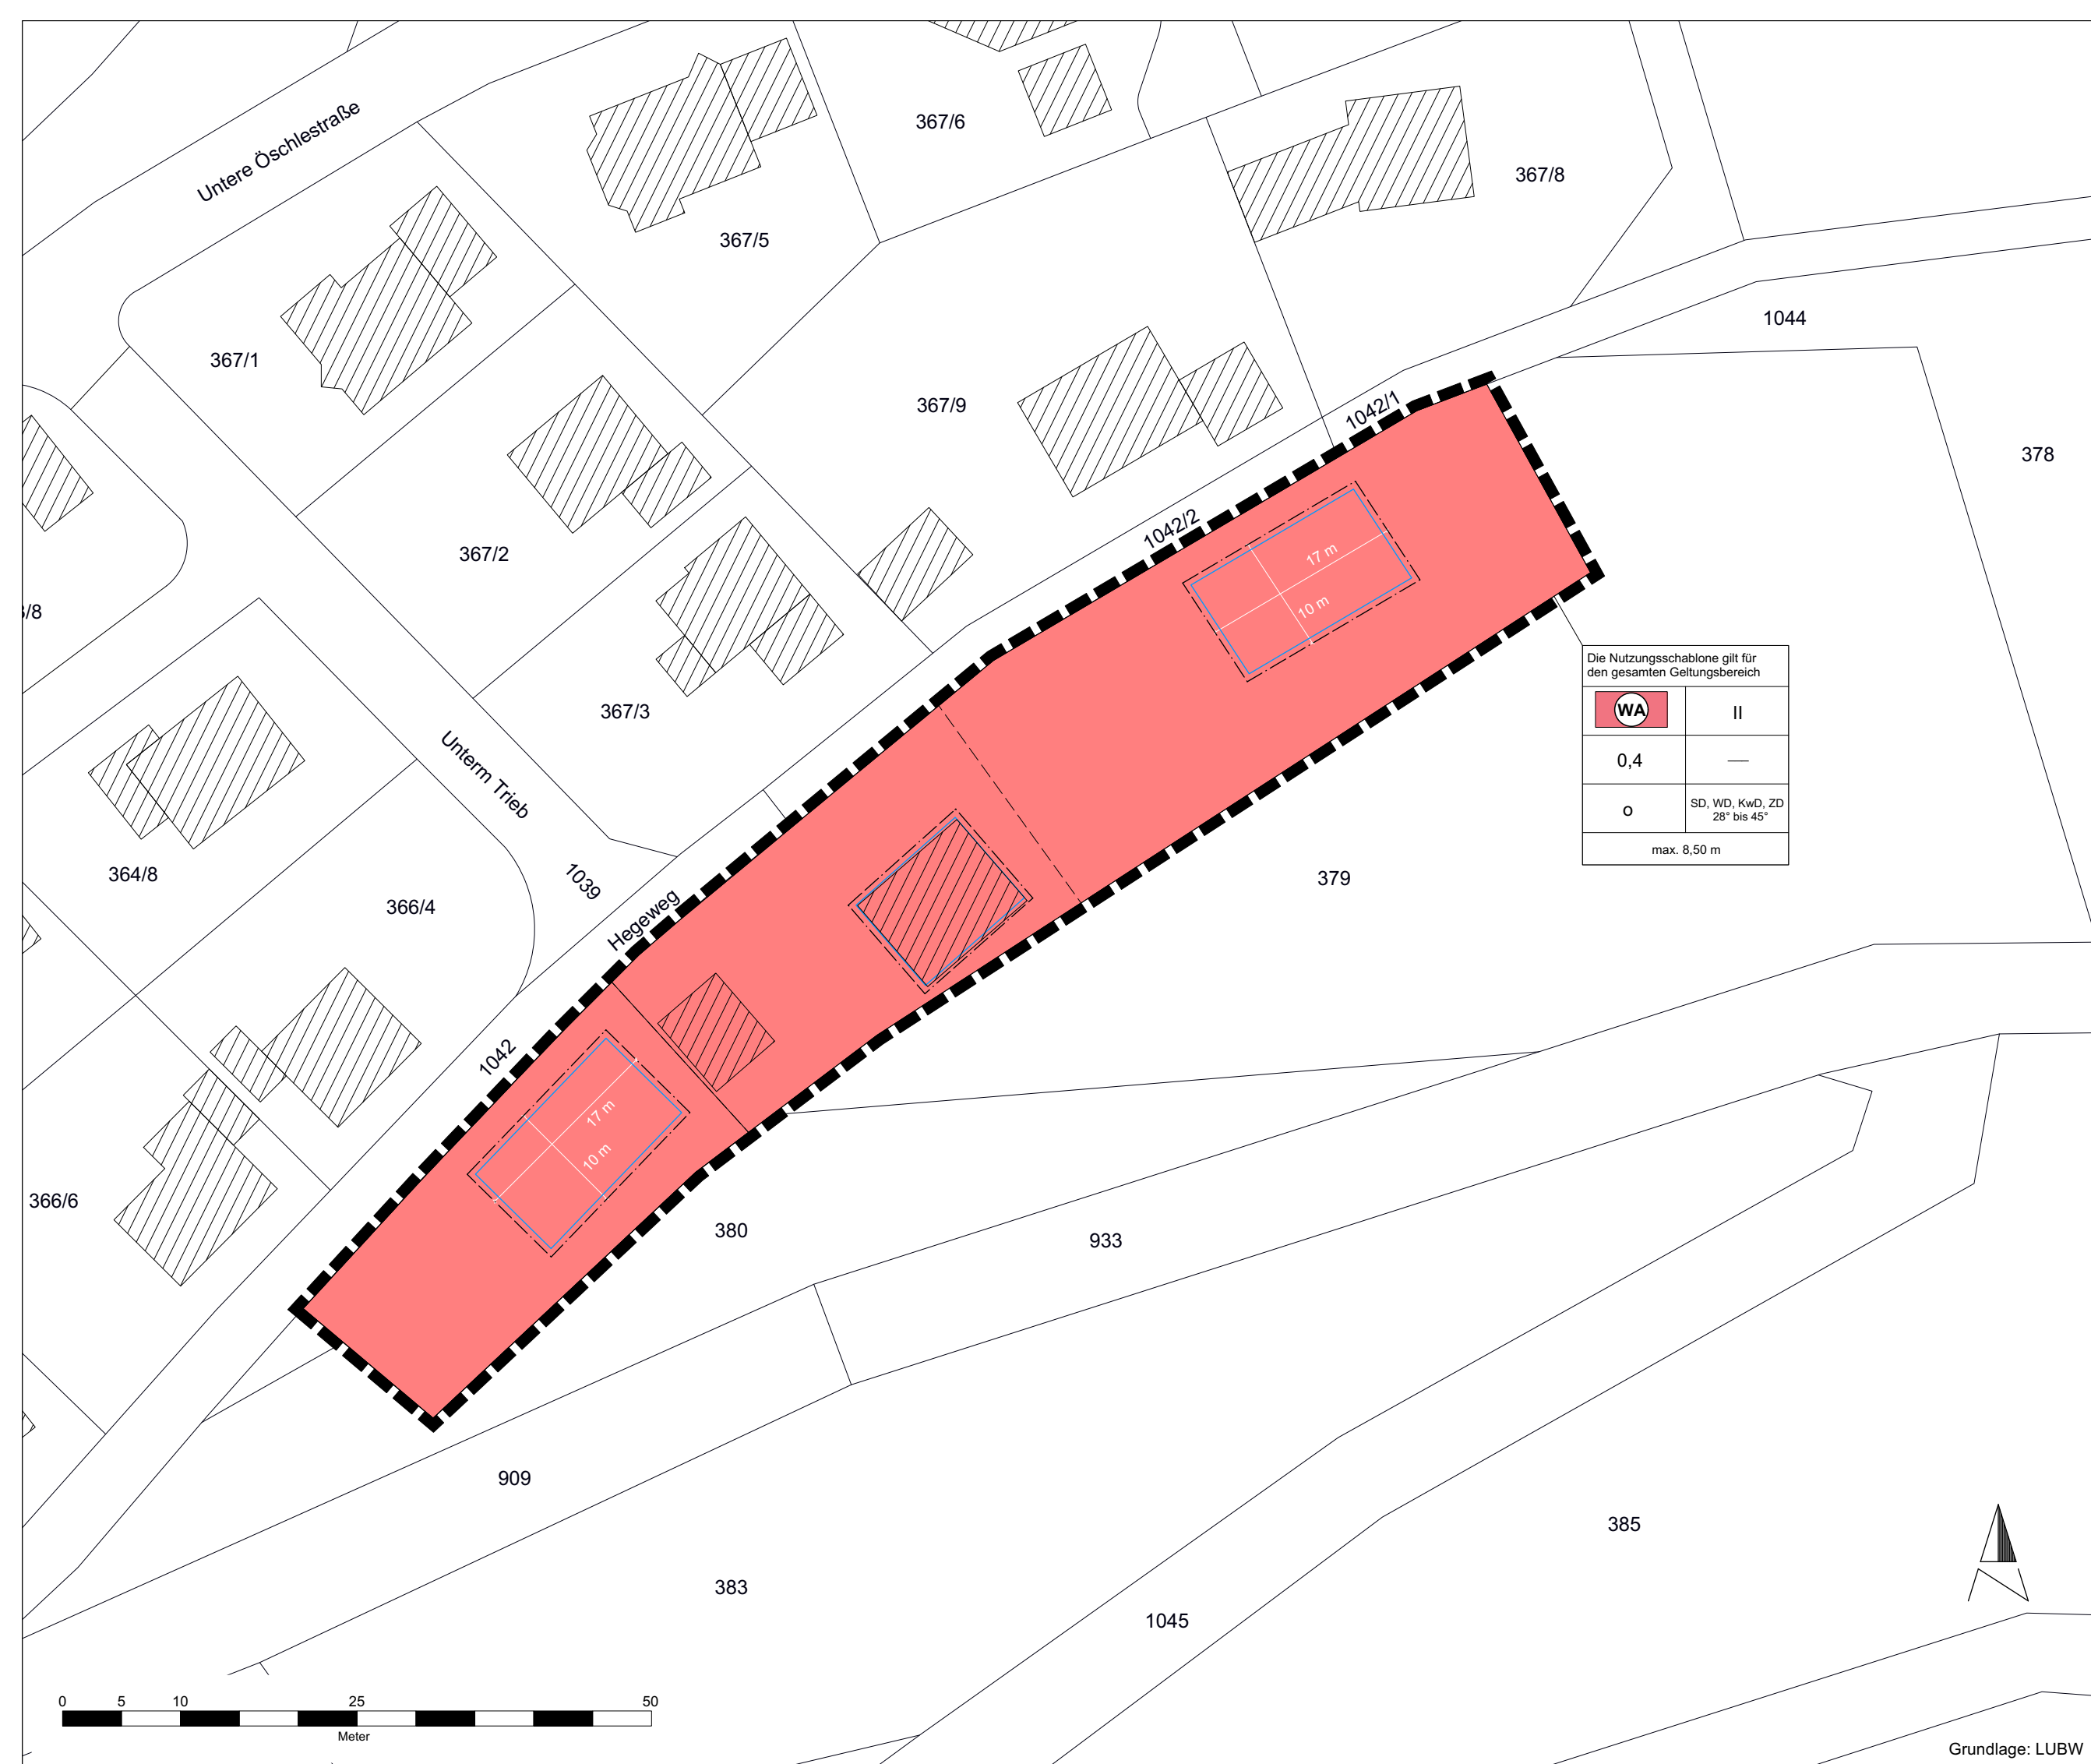 Untere Öschlestraße
367/6
367/8
367/5
1044
367/1
367/9
1042/1
378
1042/2
367/2
17 m
10 m
/8
367/3
Die Nutzungsschablone gilt für
den gesamten Geltungsbereich
WA
II
0,4
—
o
SD, WD, KwD, ZD
28° bis 45°
max. 8,50 m
Unterm Trieb
364/8
1039
366/4
379
Hegeweg
1042
17 m
10 m
366/6
380
933
909
385
383
1045
0 5 10 25 50
Meter
Grundlage: LUBW